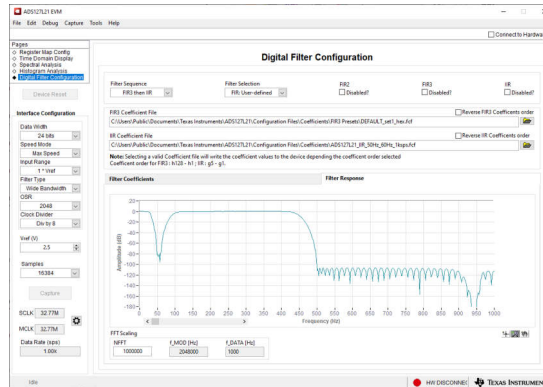 ADS127L21 EVM
File Edit Debug Capture Tools Help
Connect to Hardwa
Pages
Register Map Config
Time Domain Display
Spectral Analysis
Histogram Analysis
Digital Filter Configuration
Device Reset
Interface Configuration
Data Width
24 bits
Speed Mode
Max Speed
Input Range
1 * Vref
Filter Type
Wide Bandwidth
OSR
2048
Clock Divider
Div by 8
Vref (V)
2.5
Samples
16384
Capture
SCLK 32.77M
MCLK 32.77M
Data Rate (sps)
1.00k
Digital Filter Configuration
Filter Sequence Filter Selection FIR2 FIR3 IIR
FIR3 then IIR FIR: User-defined Disabled? Disabled? Disabled?
FIR3 Coefficient File Reverse FIR3 Coefficients order
C:\Users\Public\Documents\Texas Instruments\ADS127L21\Configuration Files\Coefficients\FIR3 Presets\DEFAULT_set1_hex.fcf
IIR Coefficient File Reverse IIR Coefficients order
C:\Users\Public\Documents\Texas Instruments\ADS127L21\Configuration Files\Coefficients\ADS127L21_IIR_50Hz_60Hz_1ksps.fcf
Note: Selecting a valid Coefficient file will write the coefficient values to the device depending the coefficient order selected
Coefficient order for FIR3 : h128 - h1 ; IIR : g5 - g1.
Filter Coefficients Filter Response
Amplitude (dB)
20
0
-20
-40
-60
-80
-100
-120
-140
-160
-180
0 50 100 150 200 250 300 350 400 450 500 550 600 650 700 750 800 850 900 950 1000
Frequency (Hz)
FFT Scaling
NFFT f_MOD [Hz] f_DATA [Hz]
1000000 2048000 1000
Idle HW DISCONNE TEXAS INSTRUMEN